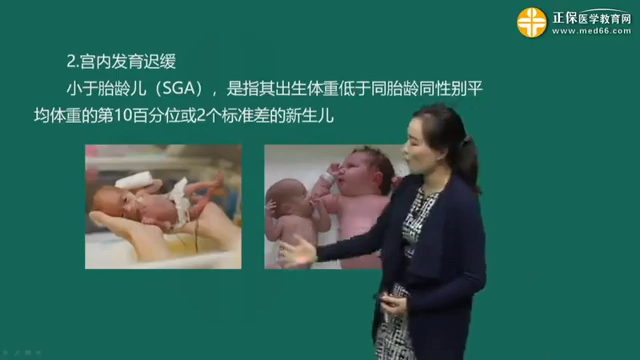 正保医学教育网
www.med66.com
2.宫内发育迟缓
小于胎龄儿（SGA），是指其出生体重低于同胎龄同性别平
均体重的第10百分位或2个标准差的新生儿